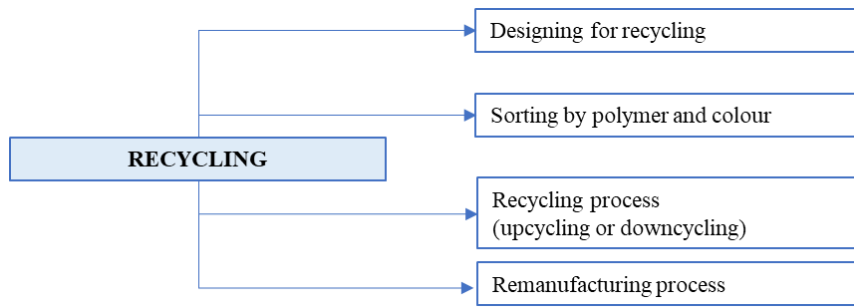 Designing for recycling
Sorting by polymer and colour
RECYCLING
Recycling process
(upcycling or downcycling)
Remanufacturing process